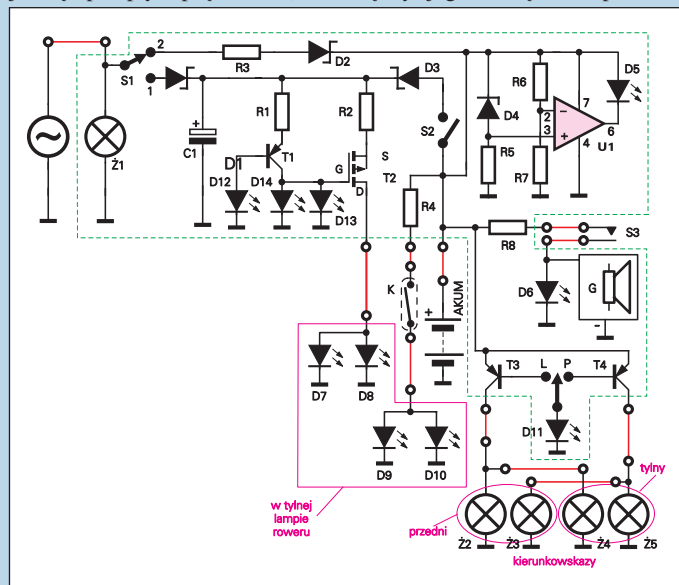 2
R3
D2
S1
1
D3
R1
R2
S2
C1
+
D1
T1
S
G
T2
D
D12
D14
D13
R4
R6
D5
D4
7
2
3
+
6
4
U1
R5
R7
Ż1
R8
S3
D6
G
-
K
+
AKUM
D7
D8
D9
D10
T3
L
P
T4
D11
w tylnej
lampie
roweru
przedni
tylny
Ż2
Ż3
Ż4
Ż5
kierunkowskazy